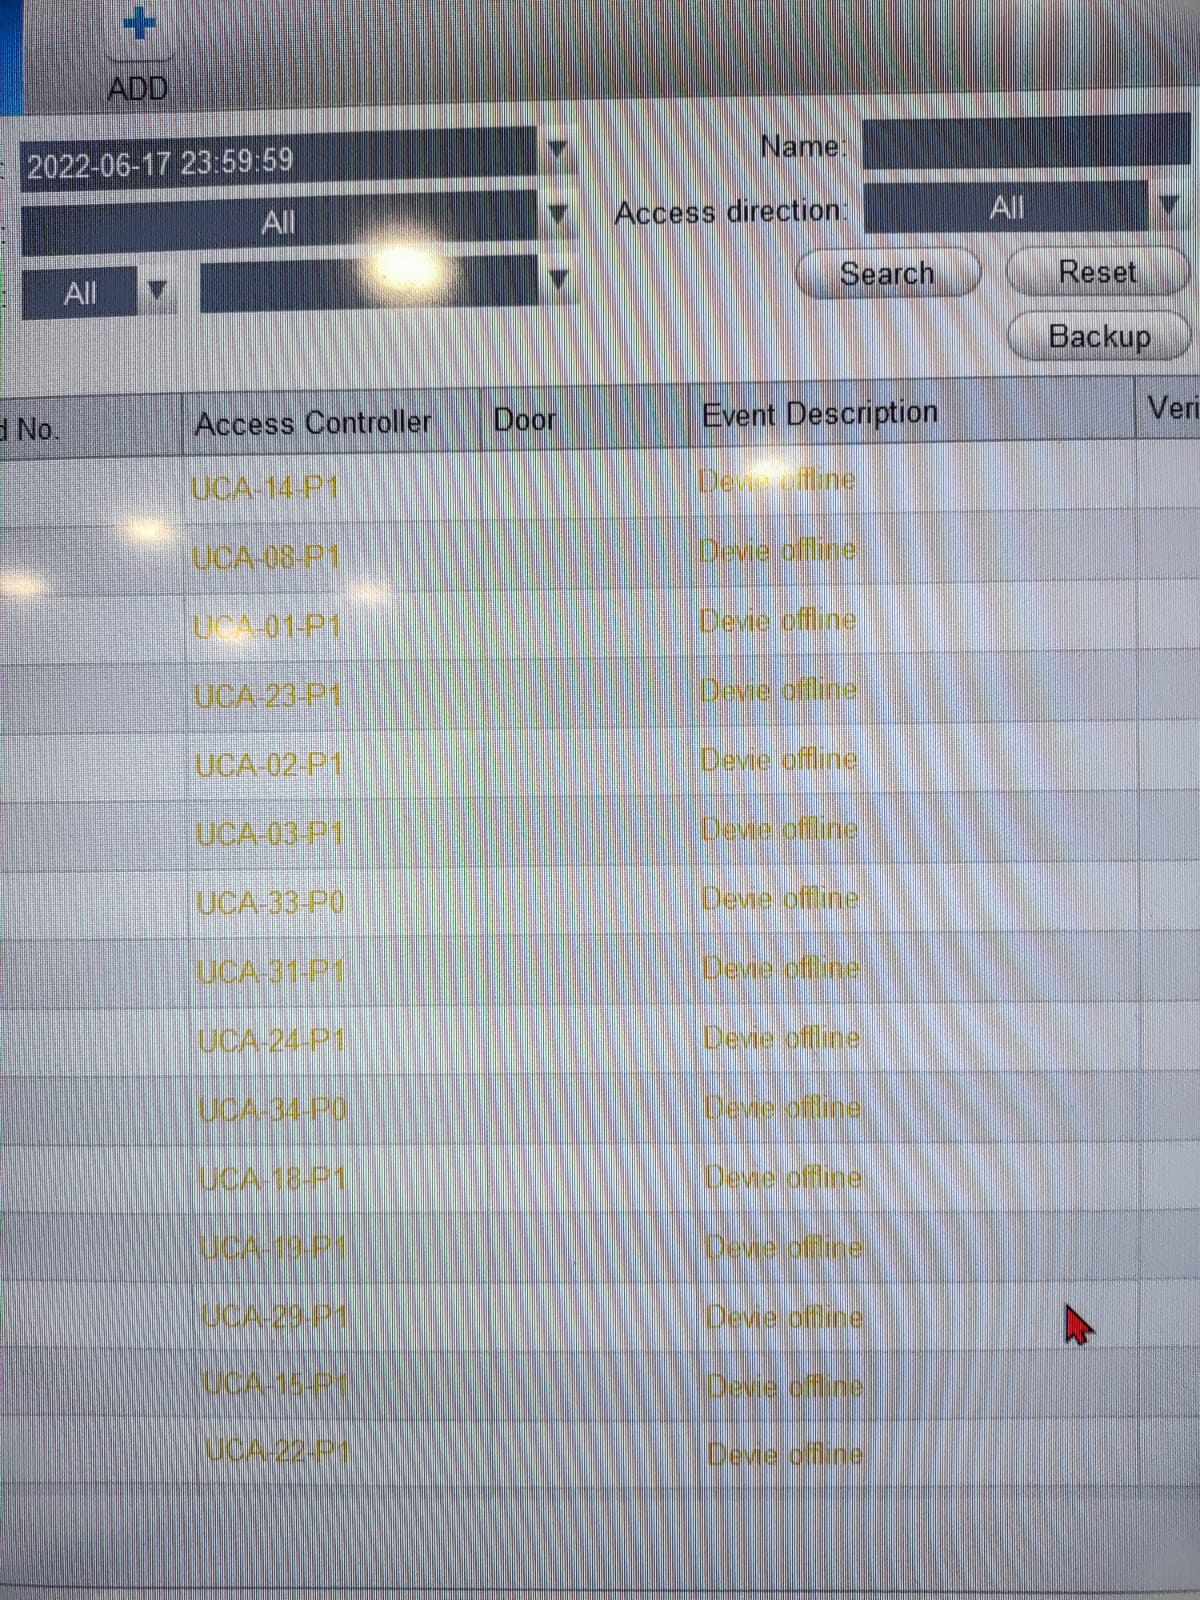 ADD
2022-06-17 23:59:59
Name:
All
Access direction:
All
All
Search
Reset
Backup
No.
Access Controller
Door
Event Description
UCA-14-P1
Devie offline
UCA-08-P1
Devie offline
UCA-01-P1
Devie offline
UCA-23-P1
Devie offline
UCA-02-P1
Devie offline
UCA-03-P1
Devie offline
UCA-33-P0
Devie offline
UCA-31-P1
Devie offline
UCA-24-P1
Devie offline
UCA-34-P0
Devie offline
UCA-18-P1
Devie offline
UCA-19-P1
Devie offline
UCA-29-P1
Devie offline
UCA-15-P1
Devie offline
UCA-22-P1
Devie offline